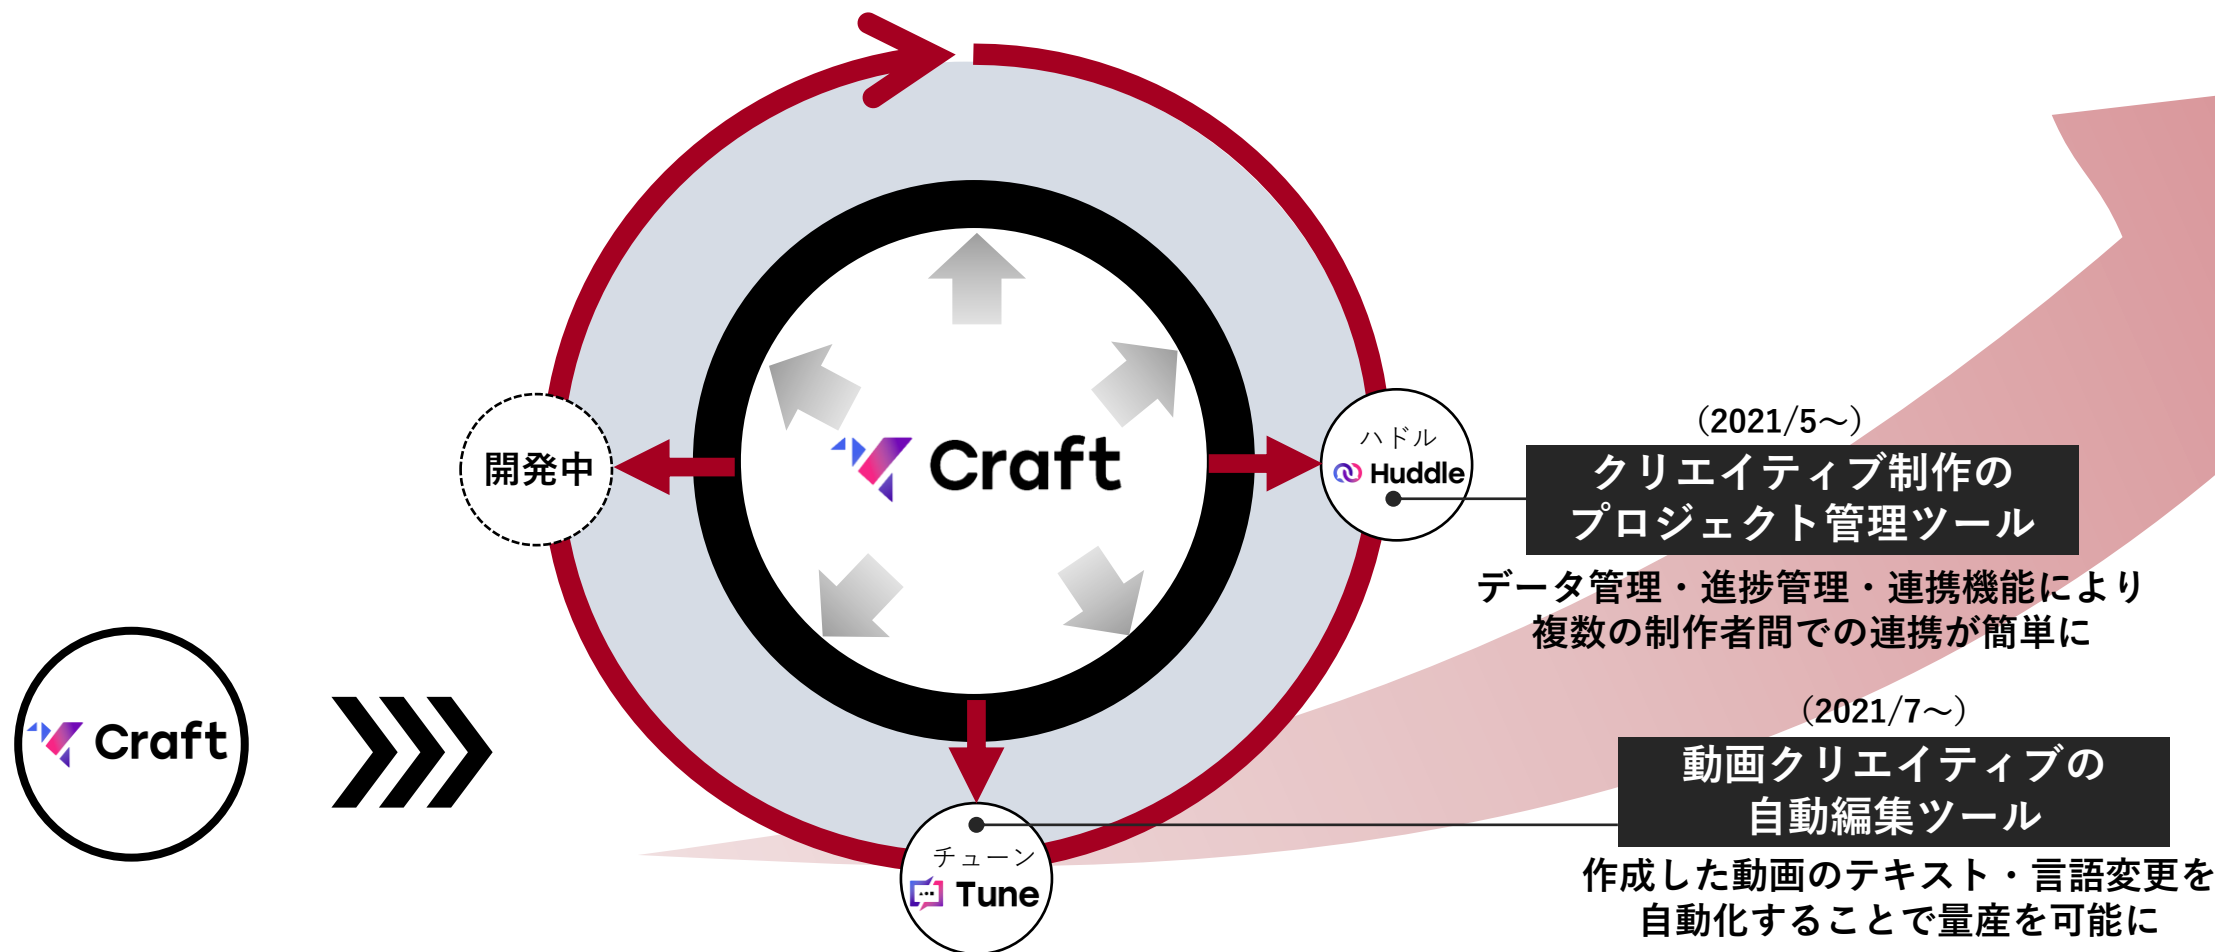 Craft
Craft
開発中
ハドル
Huddle
(2021/5～)
クリエイティブ制作の
プロジェクト管理ツール
データ管理・進捗管理・連携機能により
複数の制作者間での連携が簡単に
チューン
Tune
(2021/7～)
動画クリエイティブの
自動編集ツール
作成した動画のテキスト・言語変更を
自動化することで量産を可能に